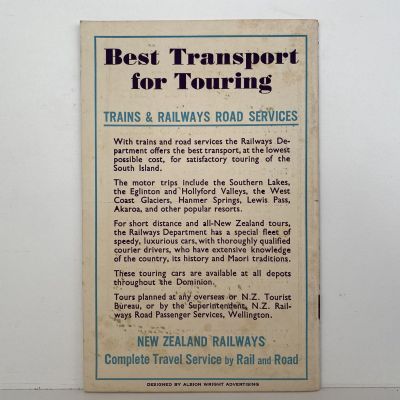 Best Transport
for Touring
TRAINS & RAILWAYS ROAD SERVICES
With trains and road services the Railways De-
partment offers the best transport, at the lowest
possible cost, for satisfactory touring of the
South Island.
The motor trips include the Southern Lakes,
the Eglinton and Hollyford Valleys, the West
Coast Glaciers, Hanmer Springs, Lewis Pass,
Akaroa, and other popular resorts.
For short distance and all-New Zealand tours,
the Railways Department has a special fleet of
speedy, luxurious cars, with thoroughly qualified
courier drivers, who have extensive knowledge
of the country, its history and Maori traditions.
These touring cars are available at all depots
throughout the Dominion.
Tours planned at any overseas or N.Z. Tourist
Bureau, or by the Superintendent, N.Z. Rail-
ways Road Passenger Services, Wellington.
NEW ZEALAND RAILWAYS
Complete Travel Service by Rail and Road
DESIGNED BY ALBION WRIGHT ADVERTISING